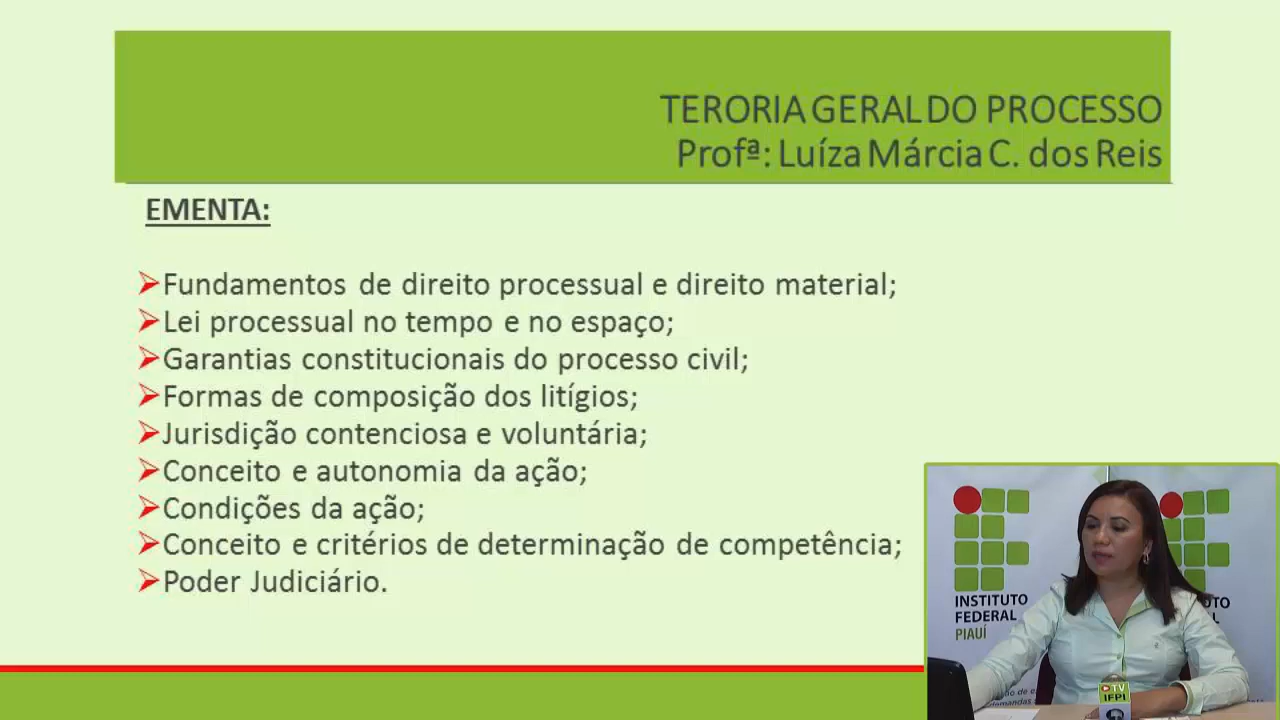 TERORIA GERAL DO PROCESSO
Profª: Luíza Márcia C. dos Reis
EMENTA:
Fundamentos de direito processual e direito material;
Lei processual no tempo e no espaço;
Garantias constitucionais do processo civil;
Formas de composição dos litígios;
Jurisdição contenciosa e voluntária;
Conceito e autonomia da ação;
Condições da ação;
Conceito e critérios de determinação de competência;
Poder Judiciário.
INSTITUTO
FEDERAL
PIAUÍ
TV
IFPI
demandas